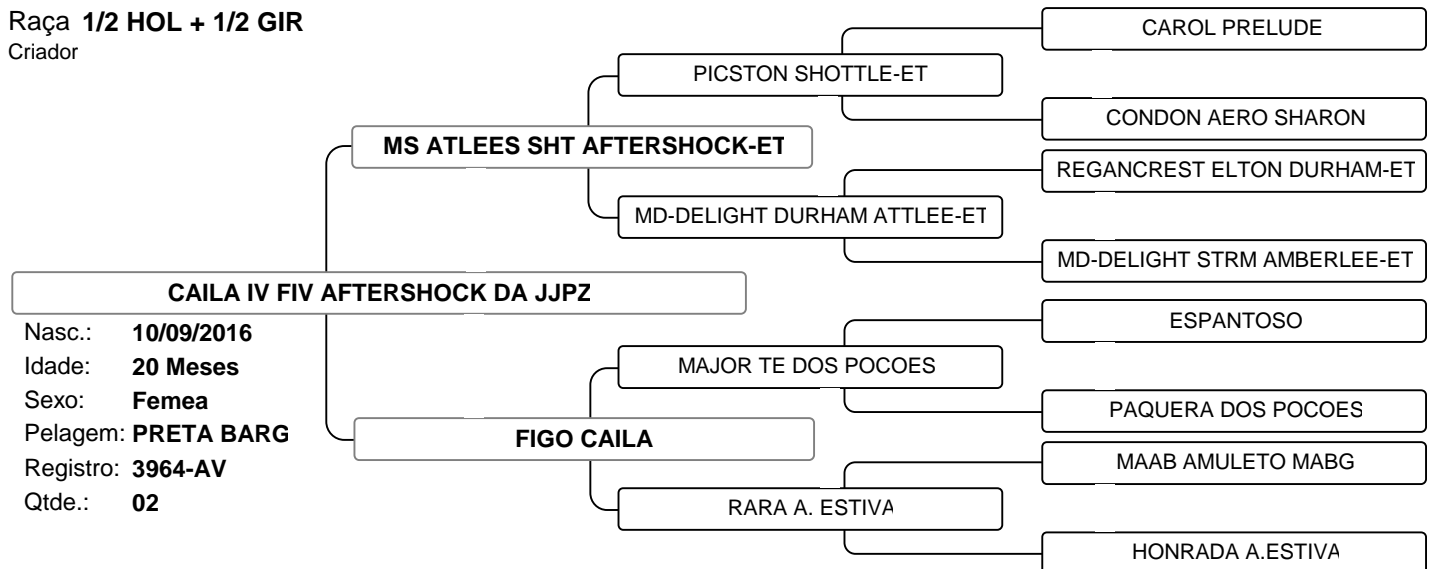 Raça 1/2 HOL + 1/2 GIR
Criador
CAROL PRELUDE
PICSTON SHOTTLE-ET
CONDON AERO SHARON
MS ATLEES SHT AFTERSHOCK-ET
REGANCREST ELTON DURHAM-ET
MD-DELIGHT DURHAM ATTLEE-ET
MD-DELIGHT STRM AMBERLEE-ET
CAILA IV FIV AFTERSHOCK DA JJPZ
Nasc.: 10/09/2016
Idade: 20 Meses
Sexo: Femea
Pelagem: PRETA BARG
Registro: 3964-AV
Qtde.: 02
ESPANTOSO
MAJOR TE DOS POCOES
PAQUERA DOS POCOES
FIGO CAILA
MAAB AMULETO MABG
RARA A. ESTIVA
HONRADA A.ESTIVA